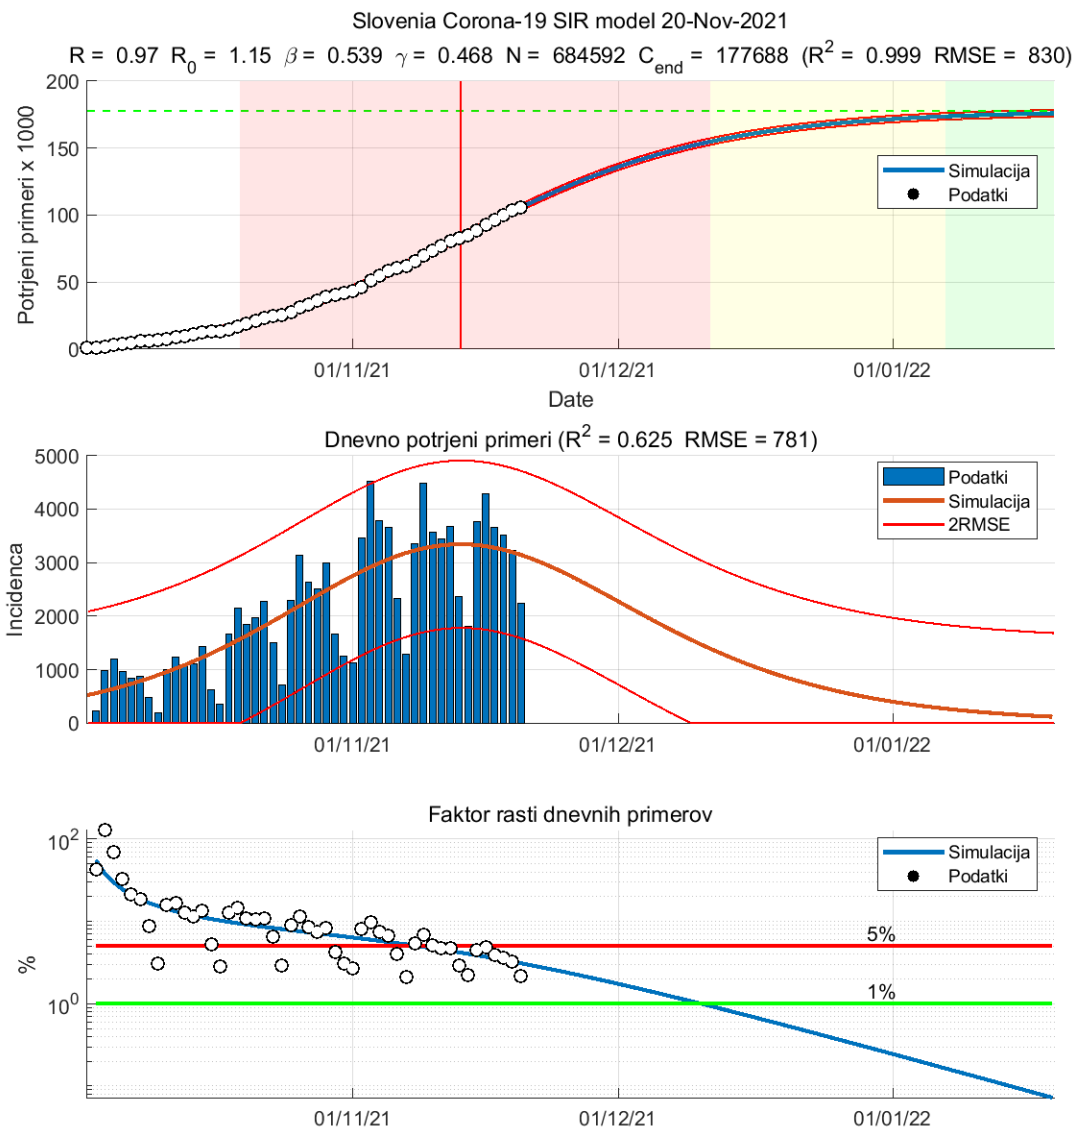 Slovenia Corona-19 SIR model 20-Nov-2021
R = 0.97 R0 = 1.15 β = 0.539 γ = 0.468 N = 684592 Cend = 177688 (R2 = 0.999 RMSE = 830)
Potrjeni primeri x 1000
200
150
100
50
0
Simulacija
Podatki
01/11/21
01/12/21
01/01/22
Date
Dnevno potrjeni primeri (R2 = 0.625 RMSE = 781)
Incidenca
5000
4000
3000
2000
1000
0
Podatki
Simulacija
2RMSE
01/11/21
01/12/21
01/01/22
Faktor rasti dnevnih primerov
%
102
100
Simulacija
Podatki
5%
1%
01/11/21
01/12/21
01/01/22